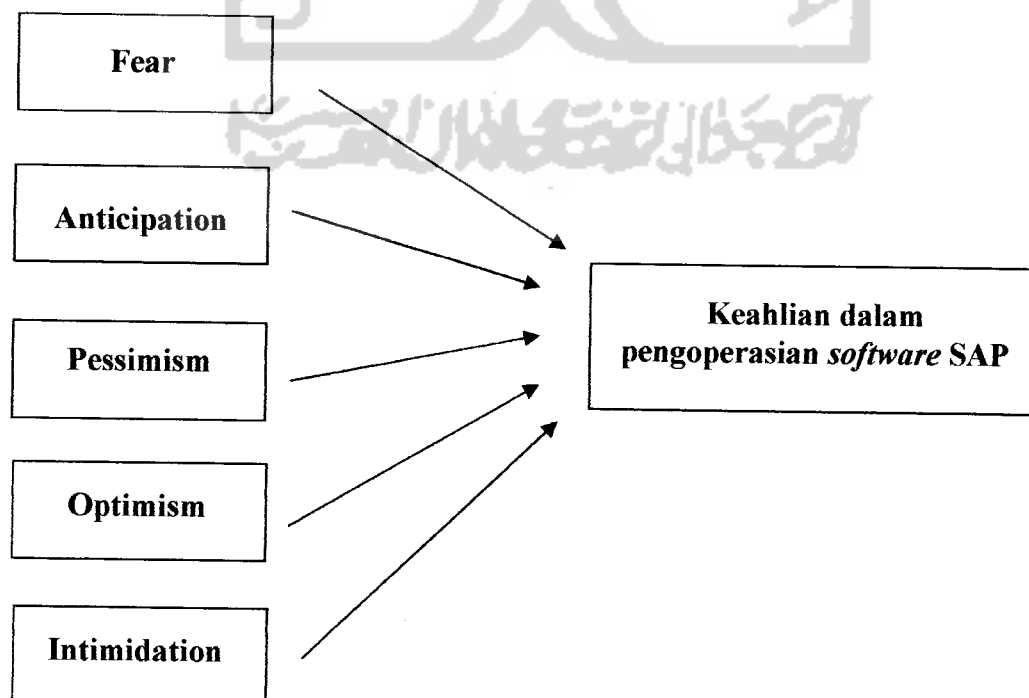 Fear
Anticipation
Pessimism
Optimism
Intimidation
Keahlian dalam
pengoperasian software SAP